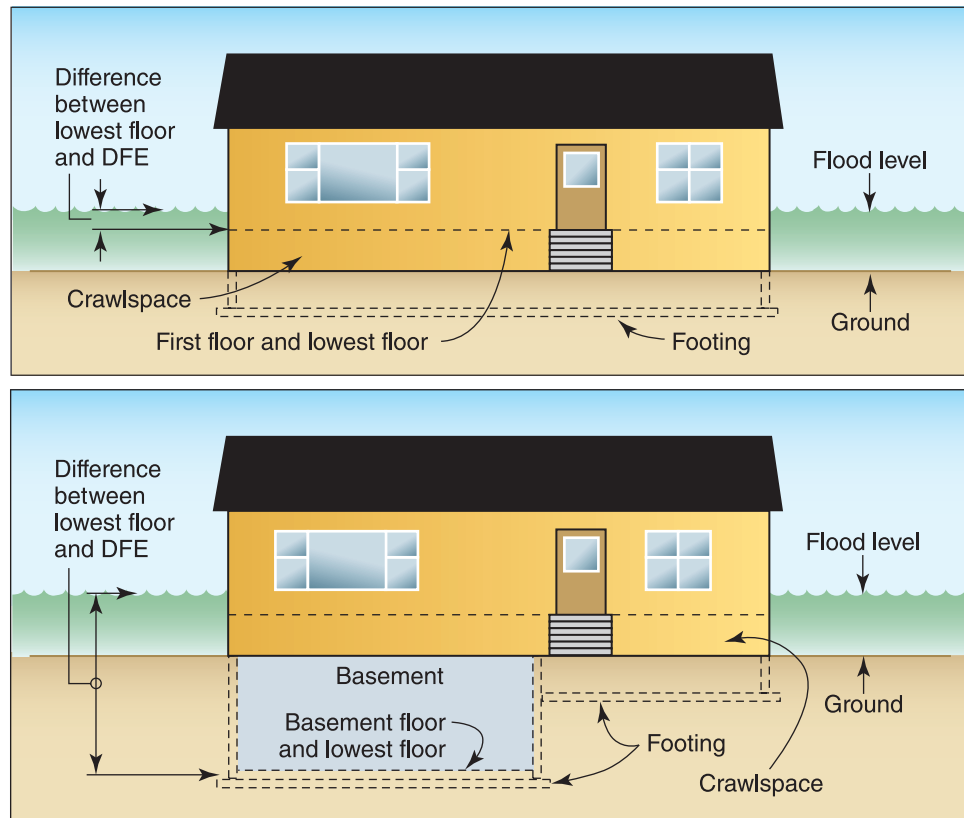 Difference
between
lowest floor
and DFE
Flood level
Crawlspace
First floor and lowest floor
Footing
Ground
Difference
between
lowest floor
and DFE
Flood level
Basement
Basement floor
and lowest floor
Footing
Ground
Crawlspace